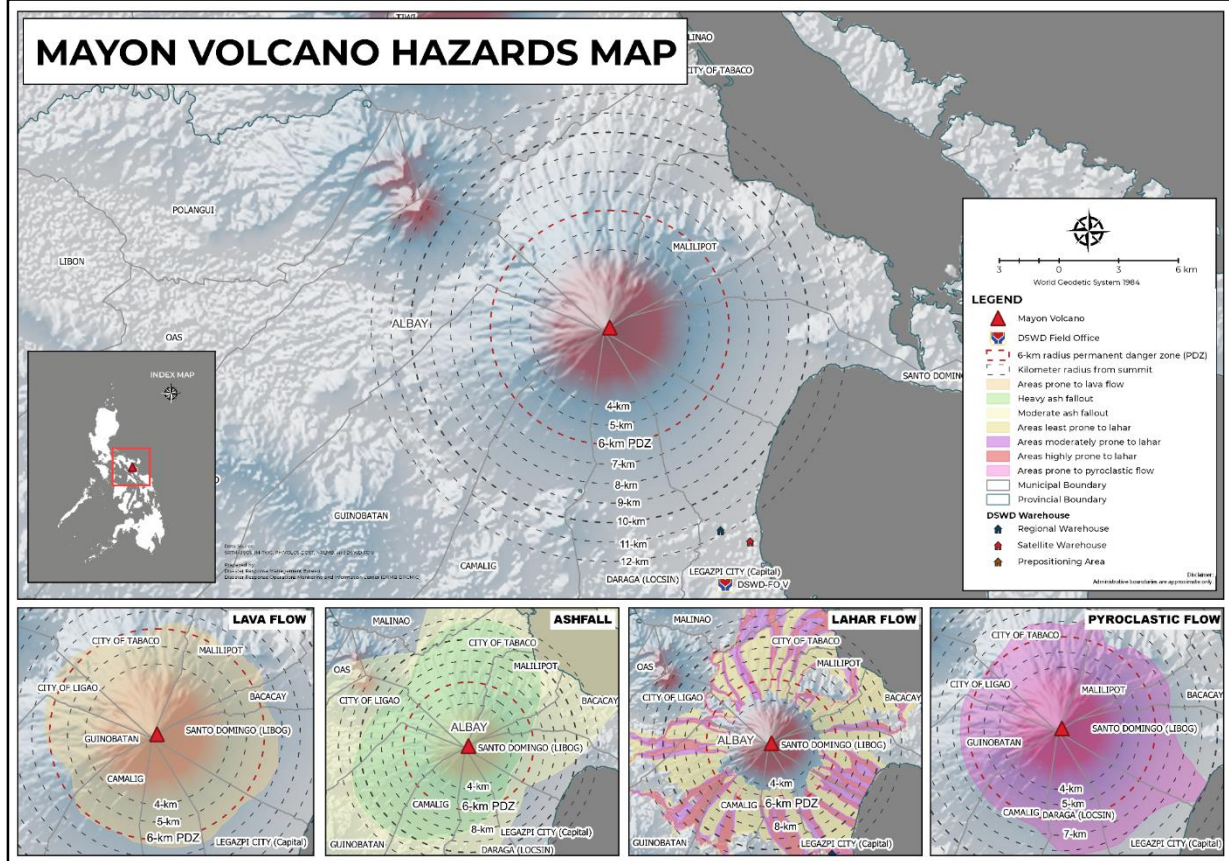 TIWI
MALINAO
CITY OF TABACO
MAYON VOLCANO HAZARDS MAP
POLANGUI
LIBON
OAS
MALILIPOT
ALBAY
SANTO DOMING
4-km
5-km
6-km PDZ
7-km
8-km
9-km
10-km
11-km
12-km
GUINOBATAN
CAMALIG
LEGAZPI CITY (Capital)
DARAGA (LOCSIN)
DSWD-FO V
INDEX MAP
3 0 3 6 km
World Geodetic System 1984
LEGEND
Mayon Volcano
DSWD Field Office
6-km radius permanent danger zone (PDZ)
Kilometer radius from summit
Areas prone to lava flow
Heavy ash fallout
Moderate ash fallout
Areas least prone to lahar
Areas moderately prone to lahar
Areas highly prone to lahar
Areas prone to pyroclastic flow
Municipal Boundary
Provincial Boundary
DSWD Warehouse
Regional Warehouse
Satellite Warehouse
Prepositioning Area
Disclaimer:
Administrative boundaries are approximate only
LAVA FLOW
CITY OF TABACO
MALILIPOT
CITY OF LIGAO
BACACAY
SANTO DOMINGO (LIBOG)
GUINOBATAN
CAMALIG
4-km
5-km
6-km PDZ
LEGAZPI CITY (Capital)
ASHFALL
MALINAO
CITY OF TABACO
OAS
MALILIPOT
CITY OF LIGAO
BACACAY
ALBAY
SANTO DOMINGO (LIBOG)
4-km
CAMALIG
6-km PDZ
8-km
LEGAZPI CITY (Capital)
GUINOBATAN
DARAGA (LOCSIN)
LAHAR FLOW
MALINAO
CITY OF TABACO
OAS
MALILIPOT
CITY OF LIGAO
BACACAY
ALBAY
SANTO DOMINGO (LIBOG)
4-km
CAMALIG
6-km PDZ
8-km
GUINOBATAN
LEGAZPI CITY (Capital)
PYROCLASTIC FLOW
CITY OF TABACO
CITY OF LIGAO
MALILIPOT
BACACAY
SANTO DOMINGO (LIBOG)
GUINOBATAN
4-km
CAMALIG
5-km
DARAGA (LOCSIN)
7-km
LEGAZPI CITY (Capital)